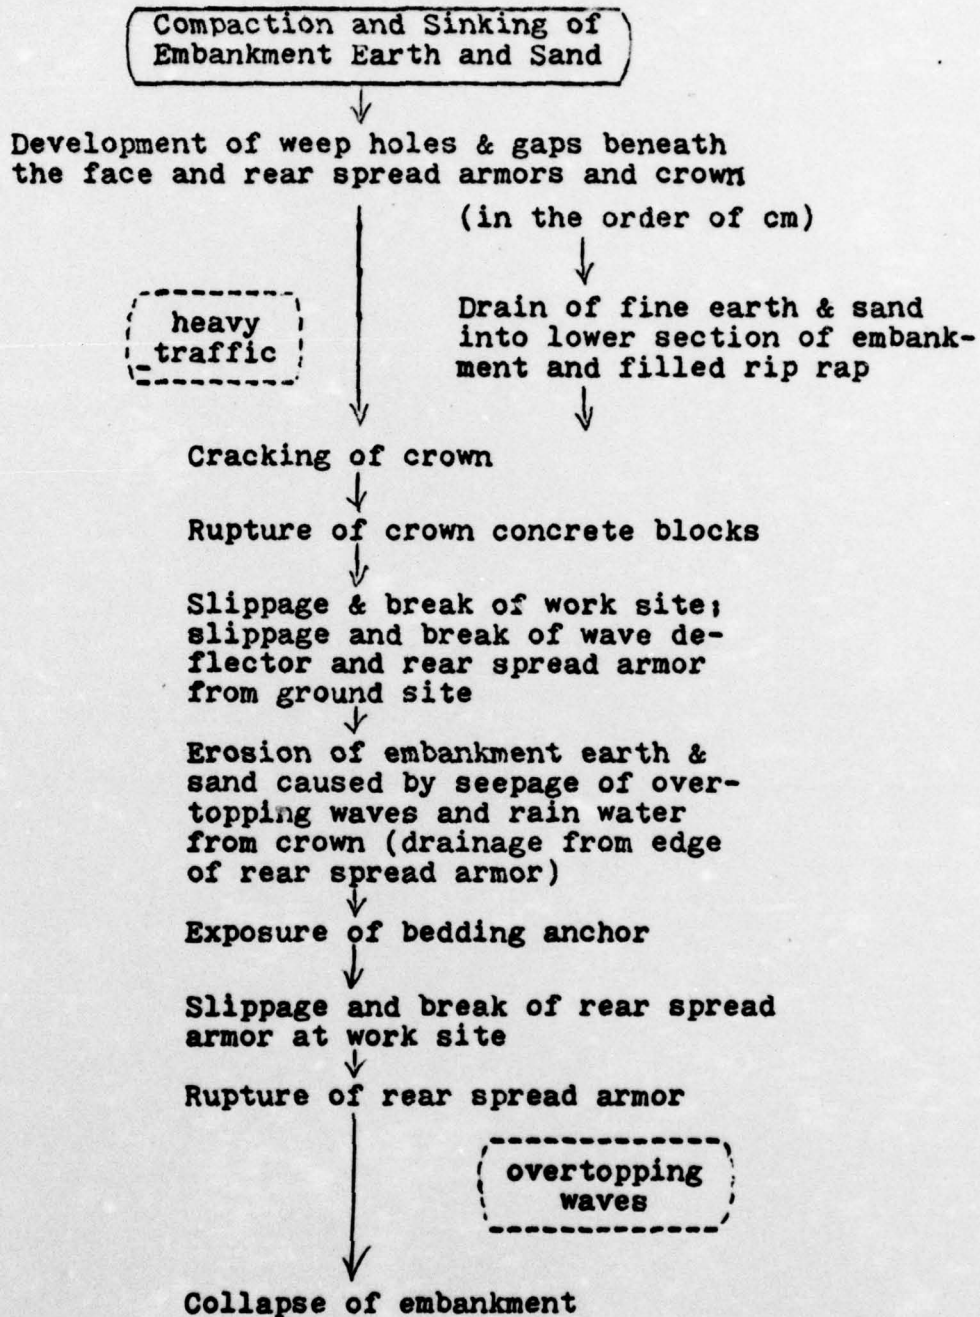 Compaction and Sinking of
Embankment Earth and Sand
Development of weep holes & gaps beneath
the face and rear spread armors and crown
(in the order of cm)
heavy
traffic
Drain of fine earth & sand
into lower section of embank-
ment and filled rip rap
Cracking of crown
Rupture of crown concrete blocks
Slippage & break of work site;
slippage and break of wave de-
flector and rear spread armor
from ground site
Erosion of embankment earth &
sand caused by seepage of over-
topping waves and rain water
from crown (drainage from edge
of rear spread armor)
Exposure of bedding anchor
Slippage and break of rear spread
armor at work site
Rupture of rear spread armor
overtopping
waves
Collapse of embankment